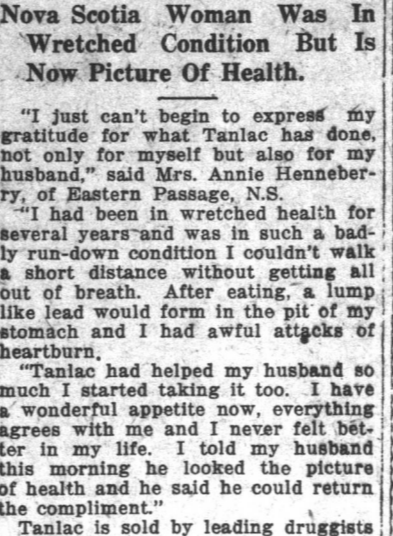 Nova Scotia Woman Was In
Wretched Condition But Is
Now Picture Of Health.
"I just can't begin to express my
gratitude for what Tanlac has done,
not only for myself but also for my
husband," said Mrs. Annie Henneber-
ry, of Eastern Passage, N.S.
"I had been in wretched health for
several years and was in such a bad-
ly run-down condition I couldn't walk
a short distance without getting all
out of breath. After eating, a lump
like lead would form in the pit of my
stomach and I had awful attacks of
heartburn.
"Tanlac had helped my husband so
much I started taking it too. I have
a wonderful appetite now, everything
agrees with me and I never felt bet-
ter in my life. I told my husband
this morning he looked the picture
of health and he said he could return
the compliment."
Tanlac is sold by leading druggists